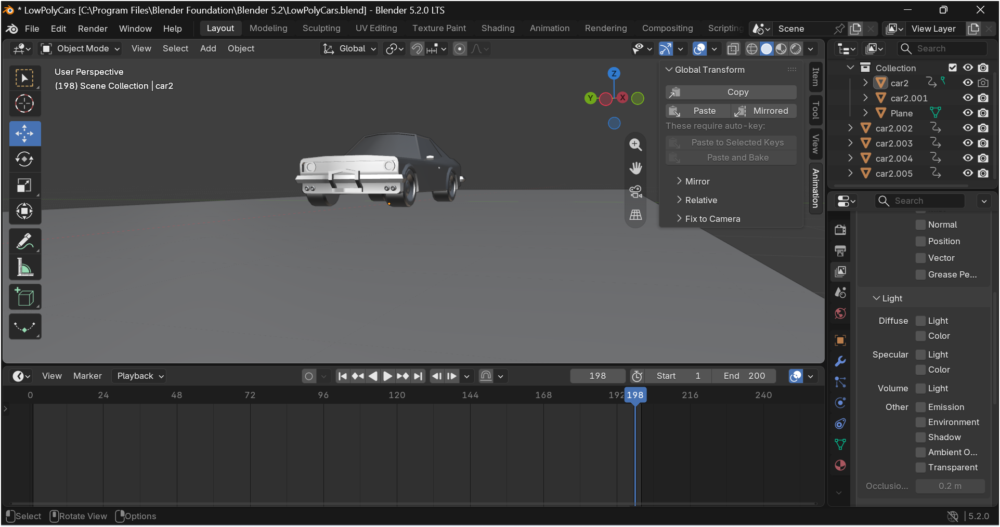 * LowPolyCars [C:\Program Files\Blender Foundation\Blender 5.2\LowPolyCars.blend] - Blender 5.2.0 LTS
File Edit Render Window Help Layout Modeling Sculpting UV Editing Texture Paint Shading Animation Rendering Compositing Scripting Scene View Layer
Object Mode View Select Add Object Global Search
User Perspective
(198) Scene Collection | car2
Z
Y X
Global Transform
Copy
Paste Mirrored
These require auto-key:
Paste to Selected Keys
Paste and Bake
Mirror
Relative
Fix to Camera
Item
Tool
View
Animation
Collection
car2
car2.001
Plane
car2.002
car2.003
car2.004
car2.005
Search
Normal
Position
Vector
Grease Pe...
Light
Diffuse Light
Color
Specular Light
Color
Volume Light
Other Emission
Environment
Shadow
Ambient O...
Transparent
Occlusio... 0.2 m
View Marker Playback 198 Start 1 End 200
0 24 48 72 96 120 144 168 192 198 216 240
Select Rotate View Options 5.2.0